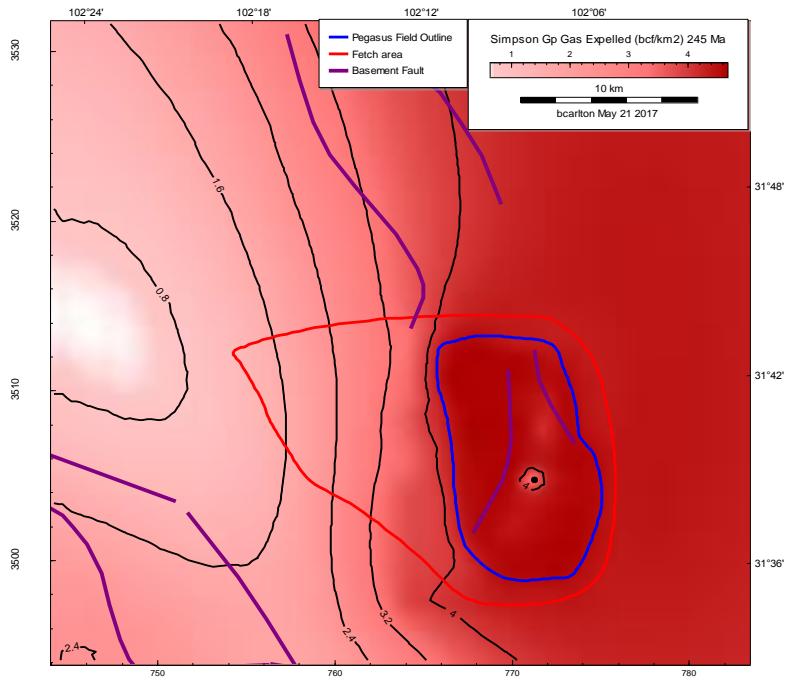 102°24' 102°18' 102°12' 102°06'
Pegasus Field Outline
Fetch area
Basement Fault
Simpson Gp Gas Expelled (bcf/km2) 245 Ma
1 2 3 4
10 km
bcarlton May 21 2017
3530
3520
3510
3500
31°48'
31°42'
31°36'
1.6
0.8
4
4
3.2
2.4
2.4
750 760 770 780